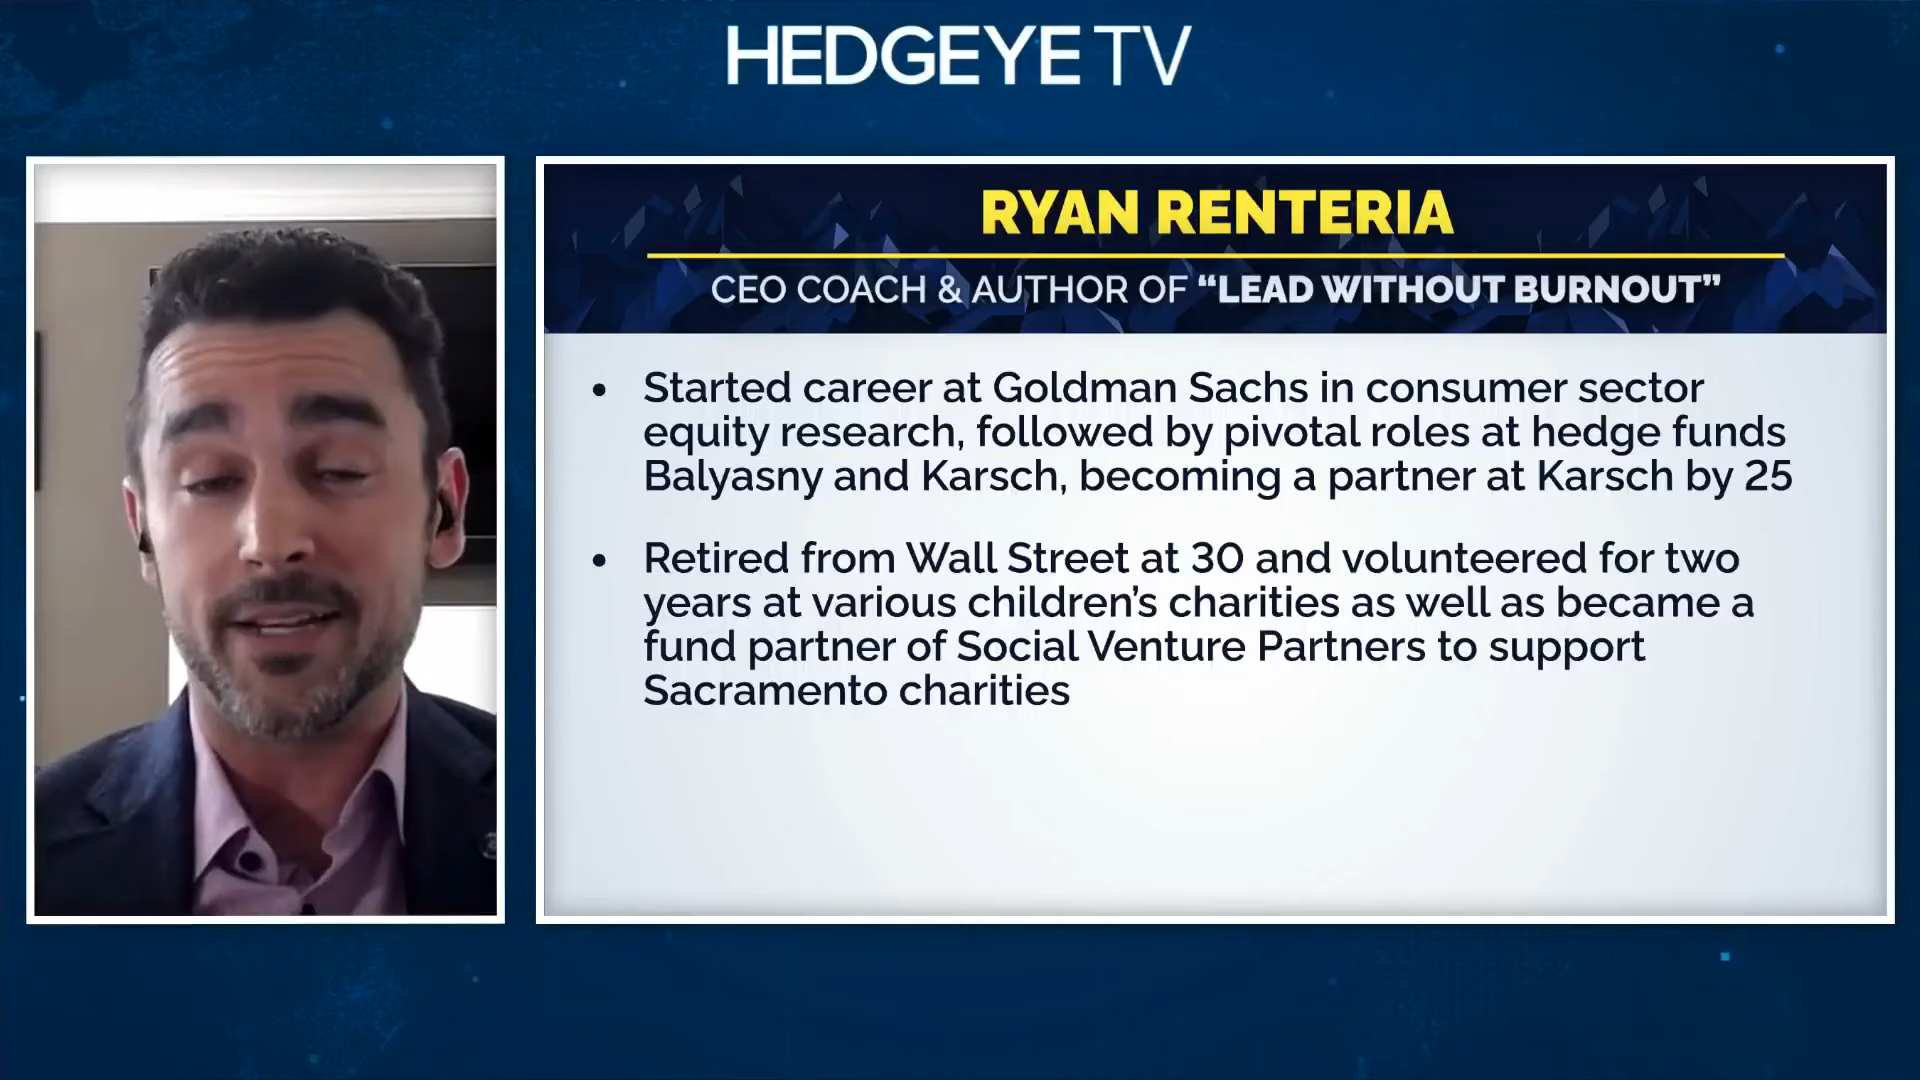 HEDGEYE TV
RYAN RENTERIA
CEO COACH & AUTHOR OF “LEAD WITHOUT BURNOUT”
• Started career at Goldman Sachs in consumer sector
equity research, followed by pivotal roles at hedge funds
Balyasny and Karsch, becoming a partner at Karsch by 25
• Retired from Wall Street at 30 and volunteered for two
years at various children’s charities as well as became a
fund partner of Social Venture Partners to support
Sacramento charities